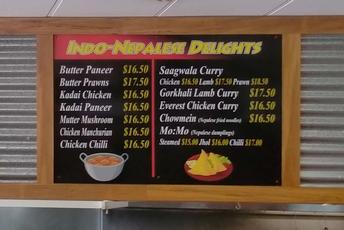 INDO-NEPALESE DELIGHTS
Butter Paneer $16.50
Butter Prawns $17.50
Kadai Chicken $16.50
Kadai Paneer $16.50
Mutter Mushroom $16.50
Chicken Manchurian $16.50
Chicken Chilli $16.50
Saagwala Curry
Chicken $16.50 Lamb $17.50 Prawn $18.50
Gorkhali Lamb Curry $17.50
Everest Chicken Curry $16.50
Chowmein (Nepalese fried noodles) $16.50
Mo:Mo (Nepalese dumplings)
Steamed $15.00 Jhol $16.00 Chilli $17.00